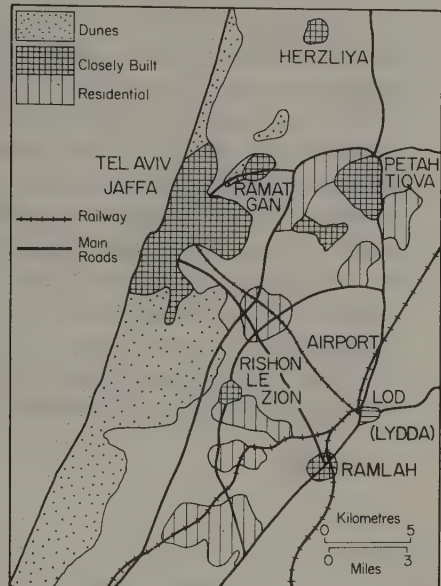 Dunes
Closely Built
Residential
HERZLIYA
TEL AVIV
JAFFA
RAMAT
GAN
PETAH
TIQVA
Railway
Main
Roads
AIRPORT
RISHON
LE
ZION
LOD
(LYDDA)
RAMLAH
Kilometres
0 5
0 3
Miles